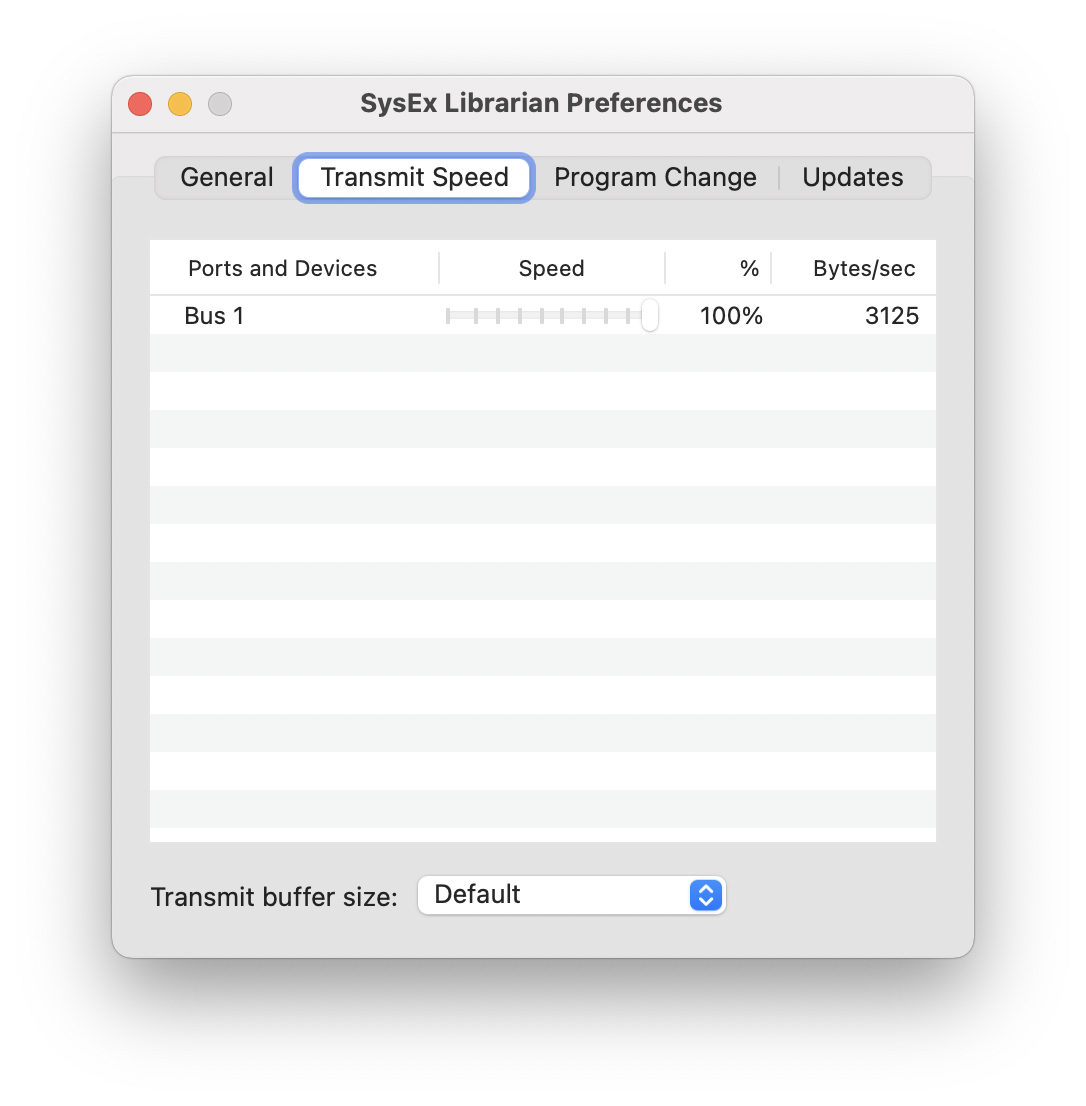 SysEx Librarian Preferences
General Transmit Speed Program Change Updates
Ports and Devices Speed % Bytes/sec
Bus 1 100% 3125
Transmit buffer size: Default